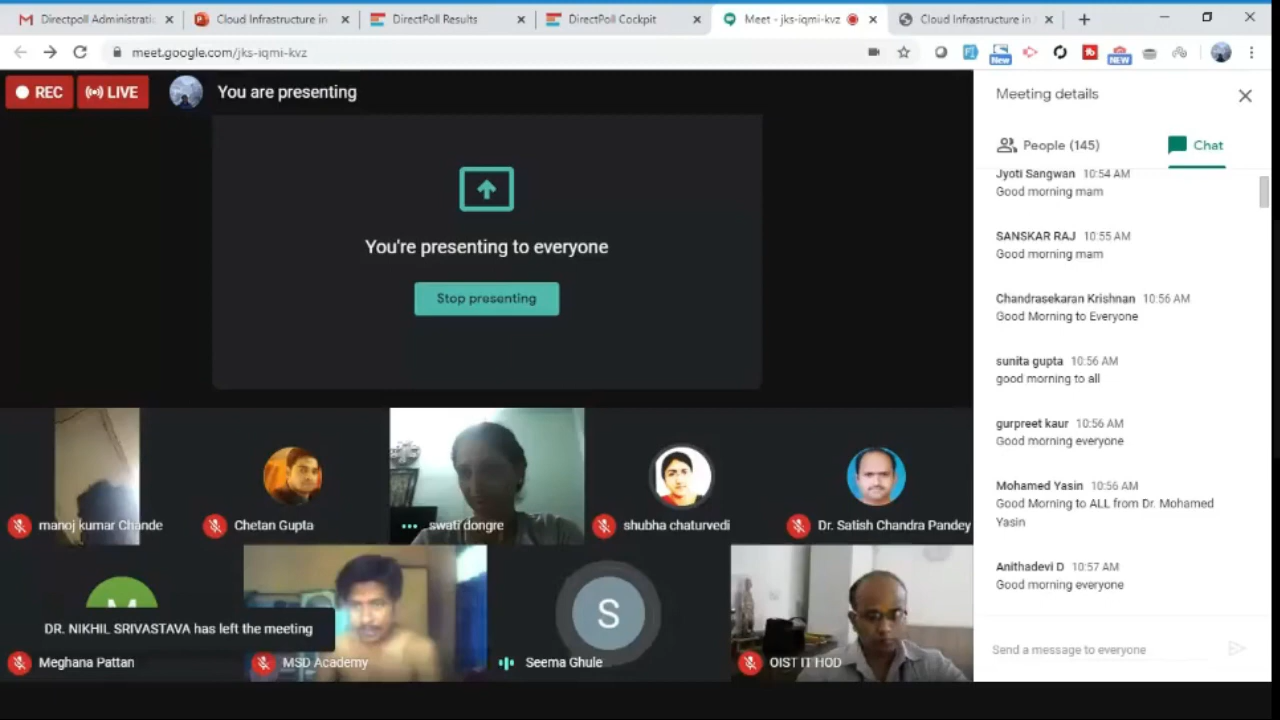 Directpoll Administrati
Cloud Infrastructure in
DirectPoll Results
DirectPoll Cockpit
Meet - jks-iqmi-kvz
Cloud Infrastructure in
meet.google.com/jks-iqmi-kvz
New
NEW
REC
LIVE
You are presenting
You're presenting to everyone
Stop presenting
manoj kumar Chande
Chetan Gupta
swati dongre
shubha chaturvedi
Dr. Satish Chandra Pandey
DR. NIKHIL SRIVASTAVA has left the meeting
Meghana Pattan
MSD Academy
S
Seema Ghule
OIST IT HOD
Meeting details
People (145)
Chat
Jyoti Sangwan 10:54 AM
Good morning mam
SANSKAR RAJ 10:55 AM
Good morning mam
Chandrasekaran Krishnan 10:56 AM
Good Morning to Everyone
sunita gupta 10:56 AM
good morning to all
gurpreet kaur 10:56 AM
Good morning everyone
Mohamed Yasin 10:56 AM
Good Morning to ALL from Dr. Mohamed
Yasin
Anithadevi D 10:57 AM
Good morning everyone
Send a message to everyone